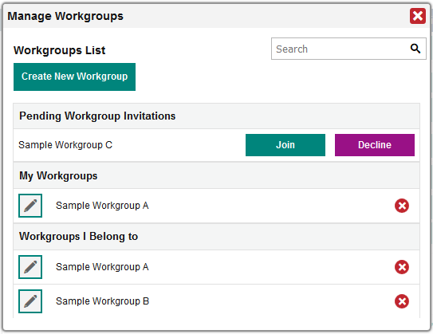 Manage Workgroups
Workgroups List
Search
Create New Workgroup
Pending Workgroup Invitations
Sample Workgroup C
Join
Decline
My Workgroups
Sample Workgroup A
Workgroups I Belong to
Sample Workgroup A
Sample Workgroup B